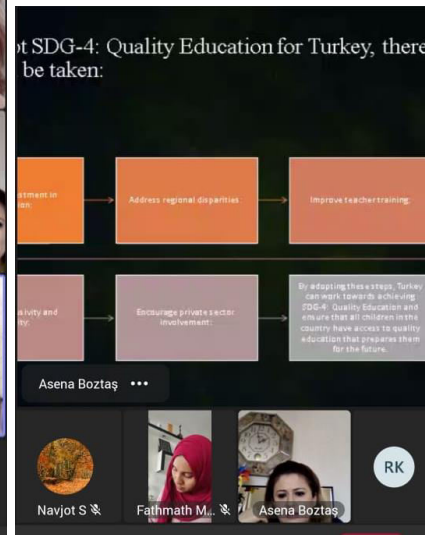 ot SDG-4: Quality Education for Turkey, there
be taken:
stment in
ion:
Address regional disparities:
Improve teacher training:
usivity and
ity:
Encourage private sector
involvement:
By adopting these steps, Turkey
can work towards achieving
SDG-4: Quality Education and
ensure that all children in the
country have access to quality
education that prepares them
for the future.
Asena Boztaş •••
Navjot S
Fathmath M...
Asena Boztaş
RK